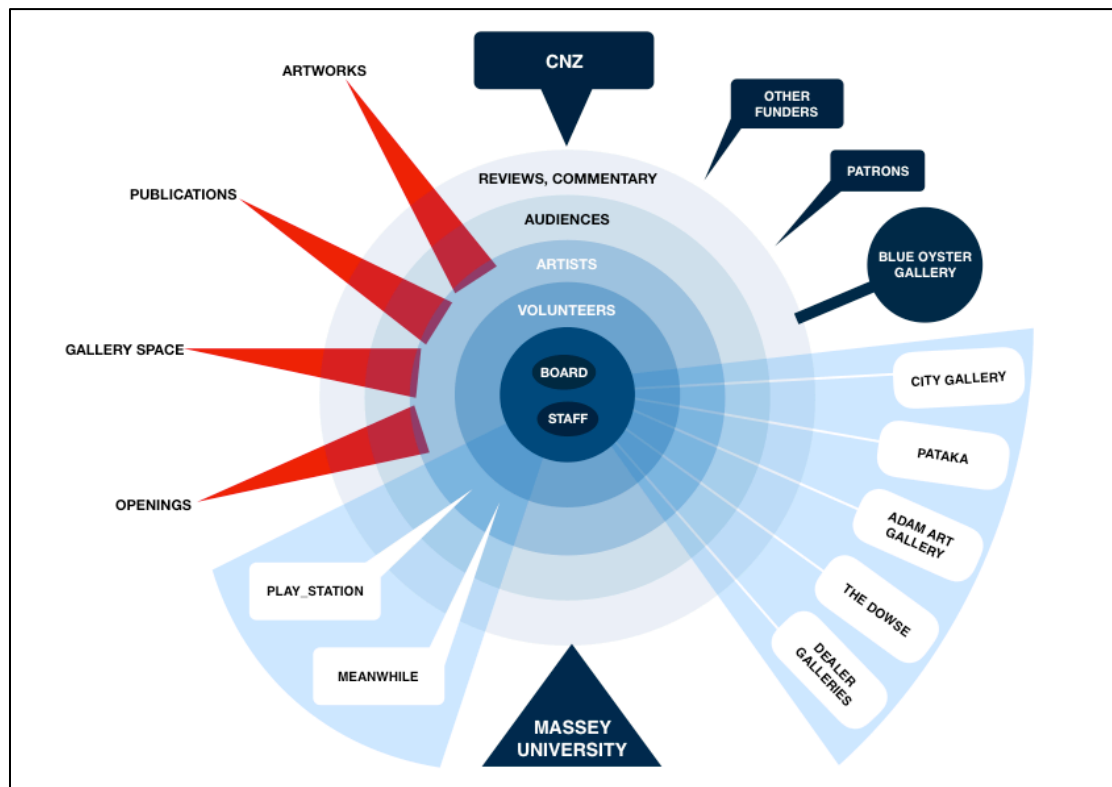 CNZ
ARTWORKS
OTHER
FUNDERS
PATRONS
REVIEWS, COMMENTARY
PUBLICATIONS
AUDIENCES
BLUE OYSTER
GALLERY
ARTISTS
VOLUNTEERS
GALLERY SPACE
BOARD
CITY GALLERY
STAFF
PATAKA
OPENINGS
ADAM ART
GALLERY
PLAY_STATION
THE DOWSE
MEANWHILE
DEALER
GALLERIES
MASSEY
UNIVERSITY